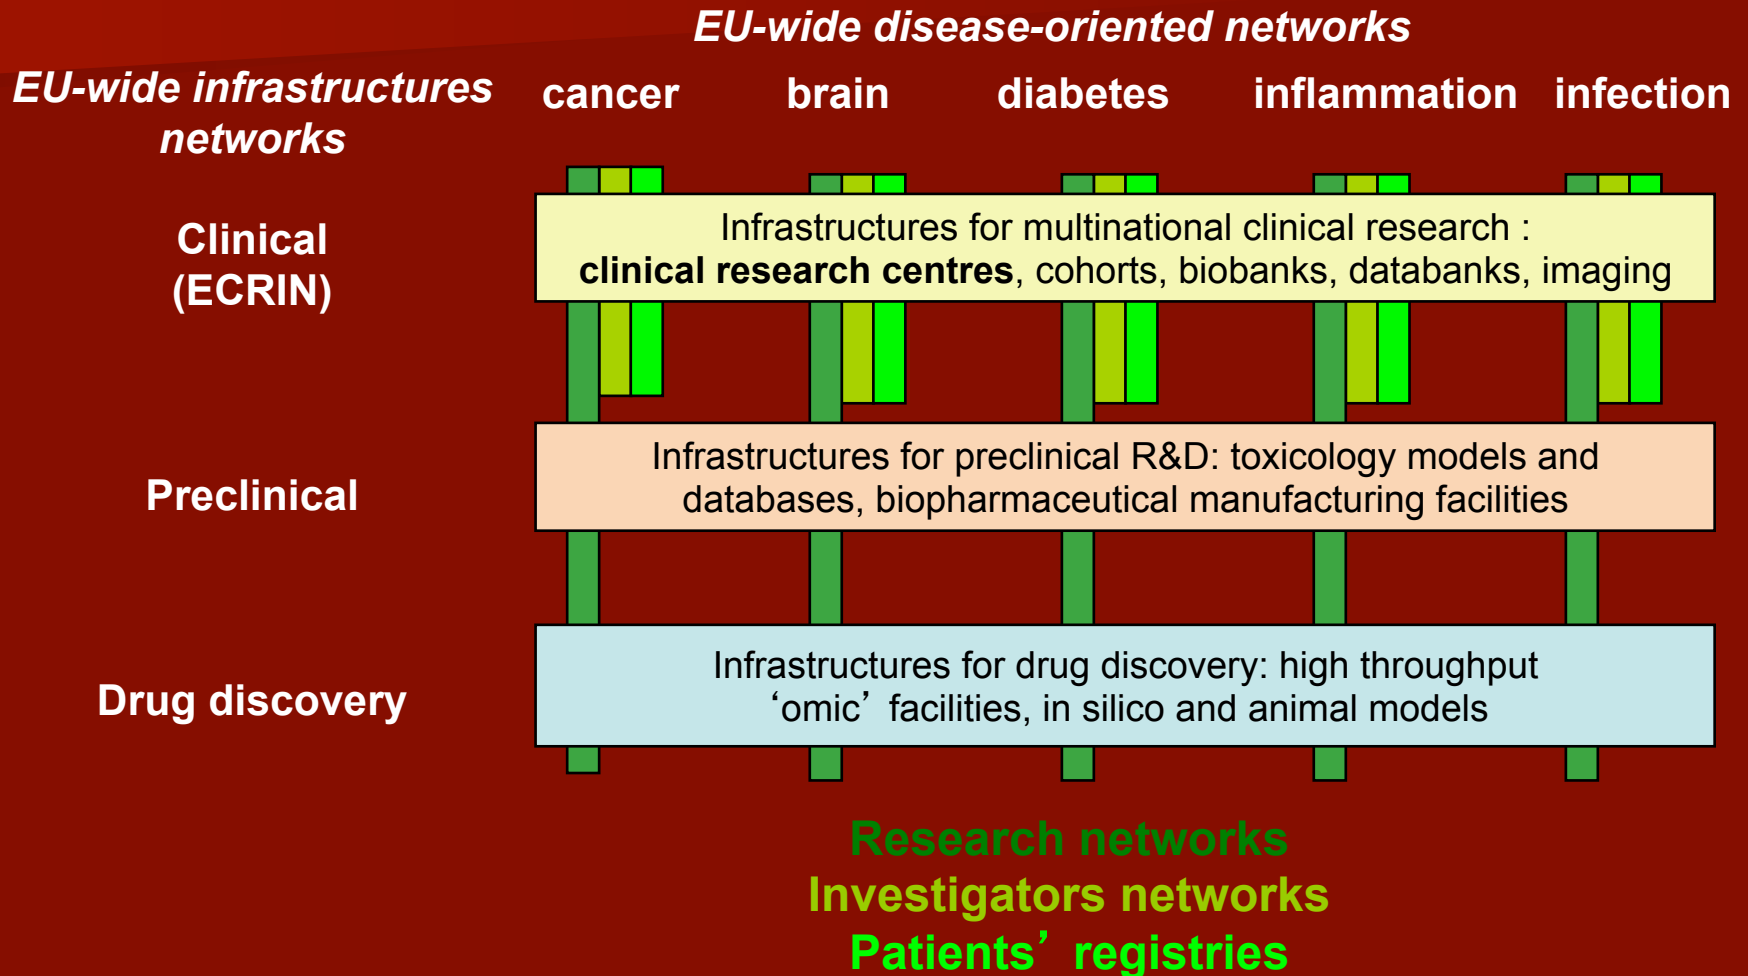 EU-wide disease-oriented networks
EU-wide infrastructures
networks
cancer brain diabetes inflammation infection
Clinical
(ECRIN)
Infrastructures for multinational clinical research :
clinical research centres, cohorts, biobanks, databanks, imaging
Preclinical
Infrastructures for preclinical R&D: toxicology models and
databases, biopharmaceutical manufacturing facilities
Drug discovery
Infrastructures for drug discovery: high throughput
‘omic’ facilities, in silico and animal models
Research networks
Investigators networks
Patients’ registries